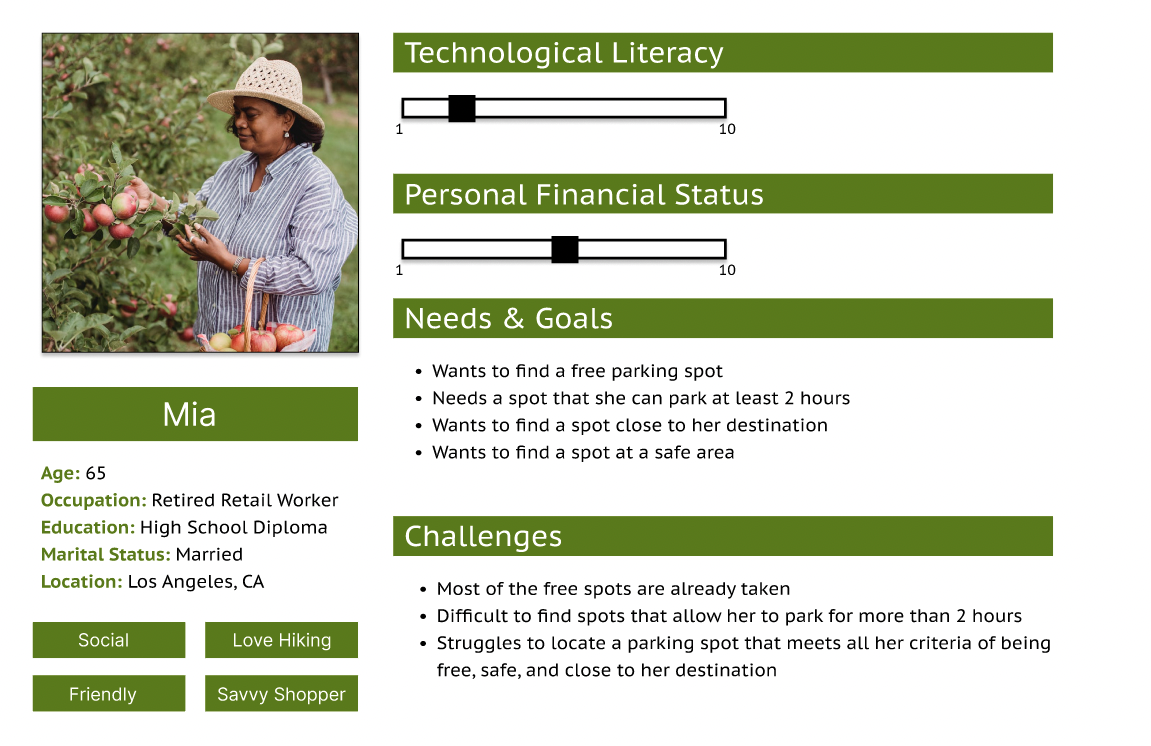 Mia
Age: 65
Occupation: Retired Retail Worker
Education: High School Diploma
Marital Status: Married
Location: Los Angeles, CA
Social
Love Hiking
Friendly
Savvy Shopper
Technological Literacy
1
10
Personal Financial Status
1
10
Needs & Goals
• Wants to find a free parking spot
• Needs a spot that she can park at least 2 hours
• Wants to find a spot close to her destination
• Wants to find a spot at a safe area
Challenges
• Most of the free spots are already taken
• Difficult to find spots that allow her to park for more than 2 hours
• Struggles to locate a parking spot that meets all her criteria of being
free, safe, and close to her destination